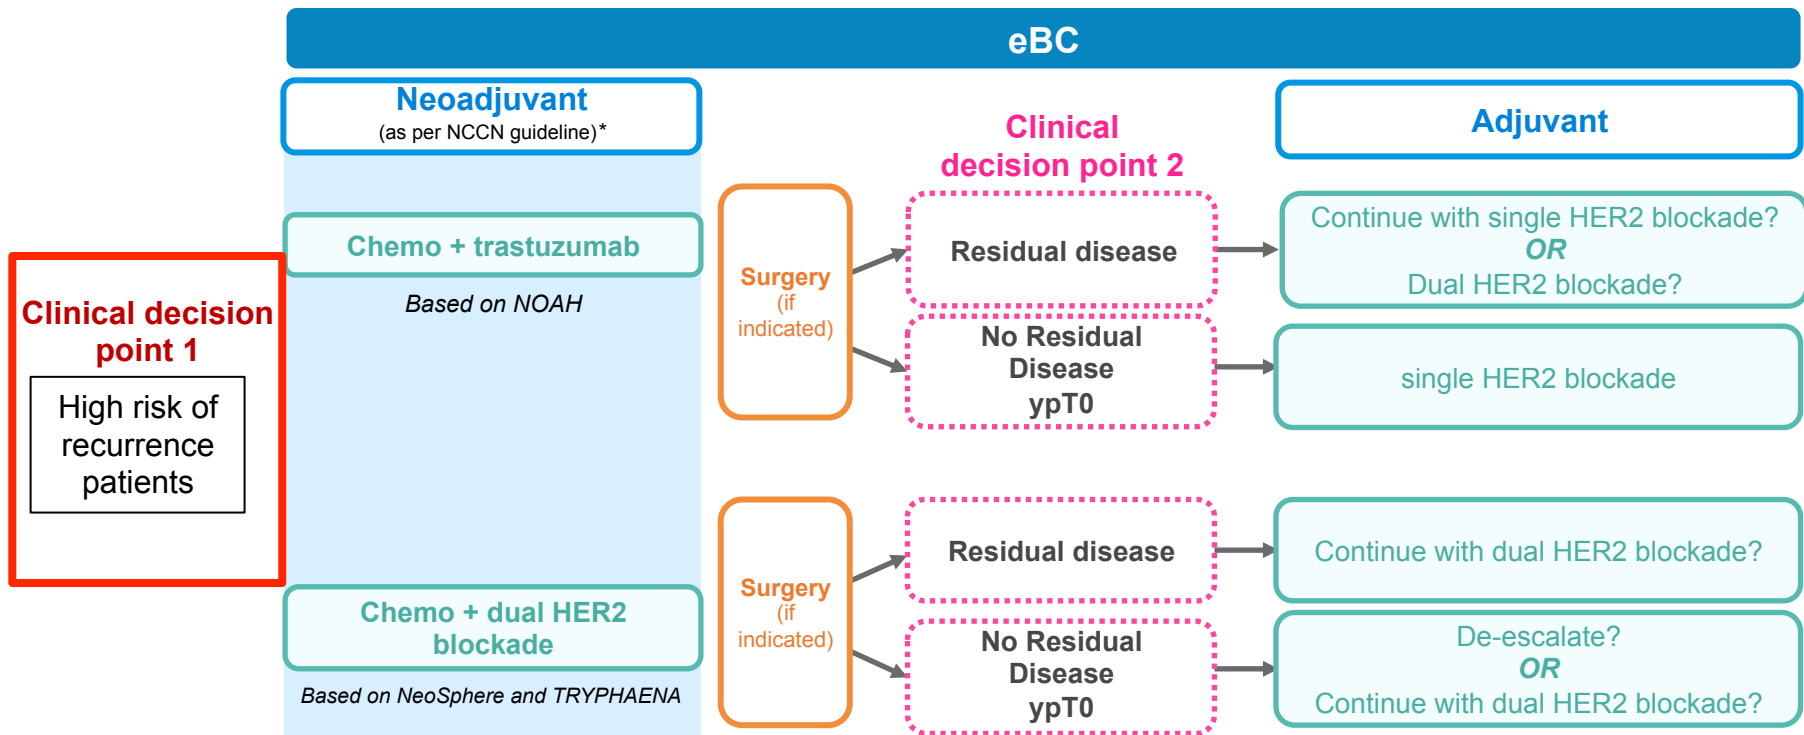 eBC
Neoadjuvant
(as per NCCN guideline)*
Clinical
decision point 2
Adjuvant
Clinical decision
point 1
High risk of
recurrence
patients
Chemo + trastuzumab
Based on NOAH
Surgery
(if
indicated)
Residual disease
Continue with single HER2 blockade?
OR
Dual HER2 blockade?
No Residual
Disease
ypT0
single HER2 blockade
Chemo + dual HER2
blockade
Based on NeoSphere and TRYPHAENA
Surgery
(if
indicated)
Residual disease
Continue with dual HER2 blockade?
No Residual
Disease
ypT0
De-escalate?
OR
Continue with dual HER2 blockade?